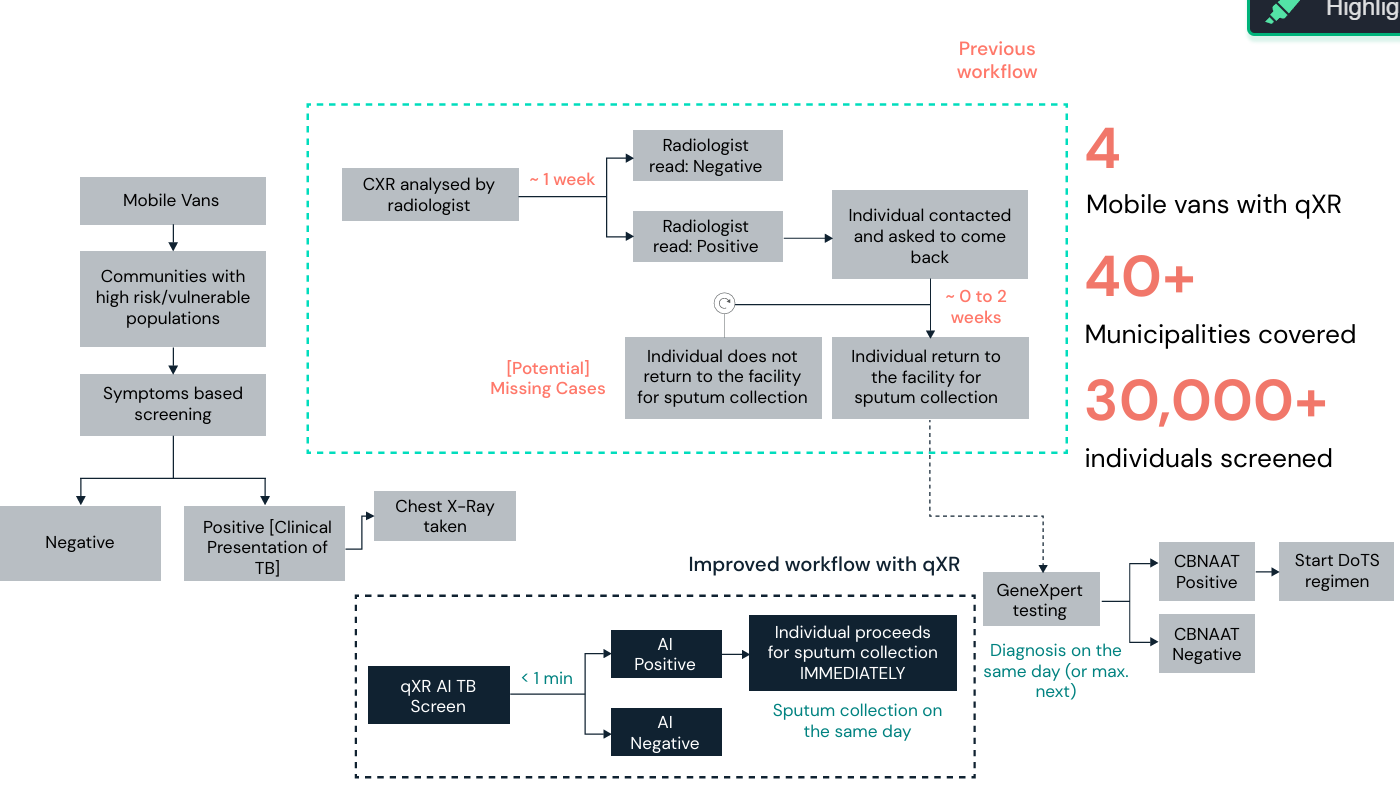 Highlig
Previous
workflow
CXR analysed by
radiologist
~ 1 week
Radiologist
read: Negative
Radiologist
read: Positive
Individual contacted
and asked to come
back
~ 0 to 2
weeks
[Potential]
Missing Cases
Individual does not
return to the facility
for sputum collection
Individual return to
the facility for
sputum collection
4
Mobile vans with qXR
40+
Municipalities covered
30,000+
individuals screened
Mobile Vans
Communities with
high risk/vulnerable
populations
Symptoms based
screening
Negative
Positive [Clinical
Presentation of
TB]
Chest X-Ray
taken
Improved workflow with qXR
qXR AI TB
Screen
< 1 min
AI
Positive
AI
Negative
Individual proceeds
for sputum collection
IMMEDIATELY
Sputum collection on
the same day
GeneXpert
testing
Diagnosis on the
same day (or max.
next)
CBNAAT
Positive
CBNAAT
Negative
Start DoTS
regimen